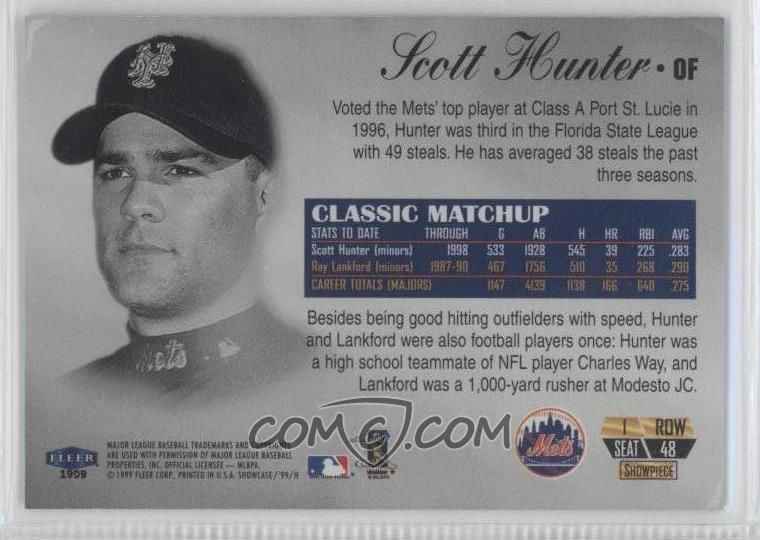 Scott Hunter • OF
Voted the Mets' top player at Class A Port St. Lucie in
1996, Hunter was third in the Florida State League
with 49 steals. He has averaged 38 steals the past
three seasons.
CLASSIC MATCHUP
STATS TO DATE THROUGH G AB H HR RBI AVG
Scott Hunter (minors) 1998 533 1928 545 39 225 .283
Ray Lankford (minors) 1987-90 467 1756 510 35 268 .290
CAREER TOTALS (MAJORS) 1147 4139 1138 166 640 .275
Besides being good hitting outfielders with speed, Hunter
and Lankford were also football players once: Hunter was
a high school teammate of NFL player Charles Way, and
Lankford was a 1,000-yard rusher at Modesto JC.
NY
Mets
COMC.COM
FLEER
1909
MAJOR LEAGUE BASEBALL TRADEMARKS AND COPYRIGHTS
ARE USED WITH PERMISSION OF MAJOR LEAGUE BASEBALL
PROPERTIES, INC. OFFICIAL LICENSEE — MLBPA.
© 1999 FLEER CORP., PRINTED IN U.S.A. SHOWCASE/'99/H
Mets
1 ROW
SEAT 48
SHOWPIECE